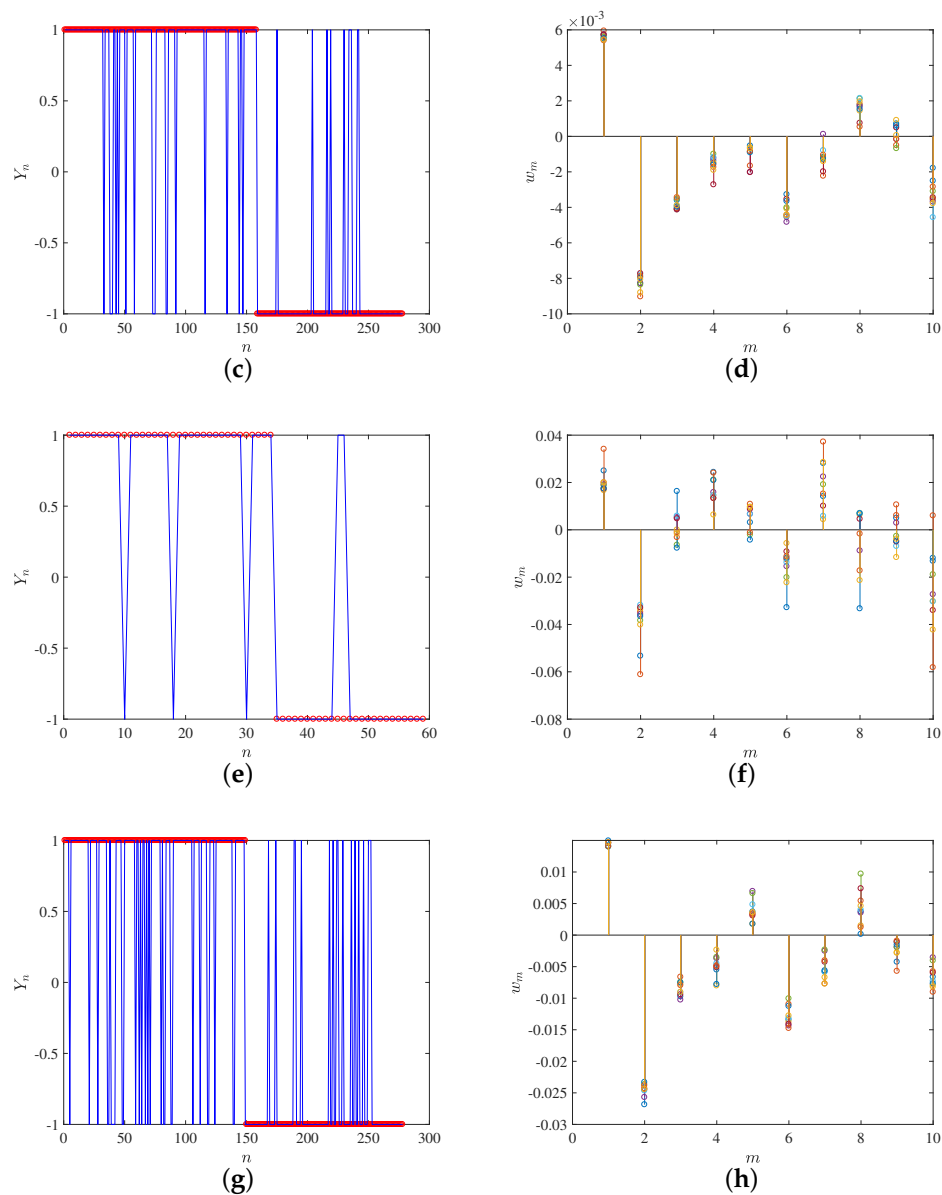 1
0.5
0
-0.5
-1
Yₙ
0 50 100 150 200 250 300
n
(c)
×10⁻³
6
4
2
0
-2
-4
-6
-8
-10
wₘ
0 2 4 6 8 10
m
(d)
1
0.5
0
-0.5
-1
Yₙ
0 10 20 30 40 50 60
n
(e)
0.04
0.02
0
-0.02
-0.04
-0.06
-0.08
wₘ
0 2 4 6 8 10
m
(f)
1
0.5
0
-0.5
-1
Yₙ
0 50 100 150 200 250 300
n
(g)
0.01
0.005
0
-0.005
-0.01
-0.015
-0.02
-0.025
-0.03
wₘ
0 2 4 6 8 10
m
(h)